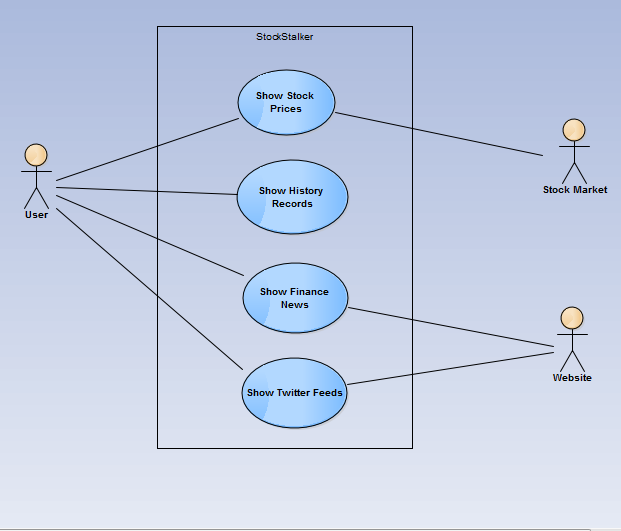 StockStalker
Show Stock
Prices
Stock Market
Show History
Records
User
Show Finance
News
Website
Show Twitter Feeds